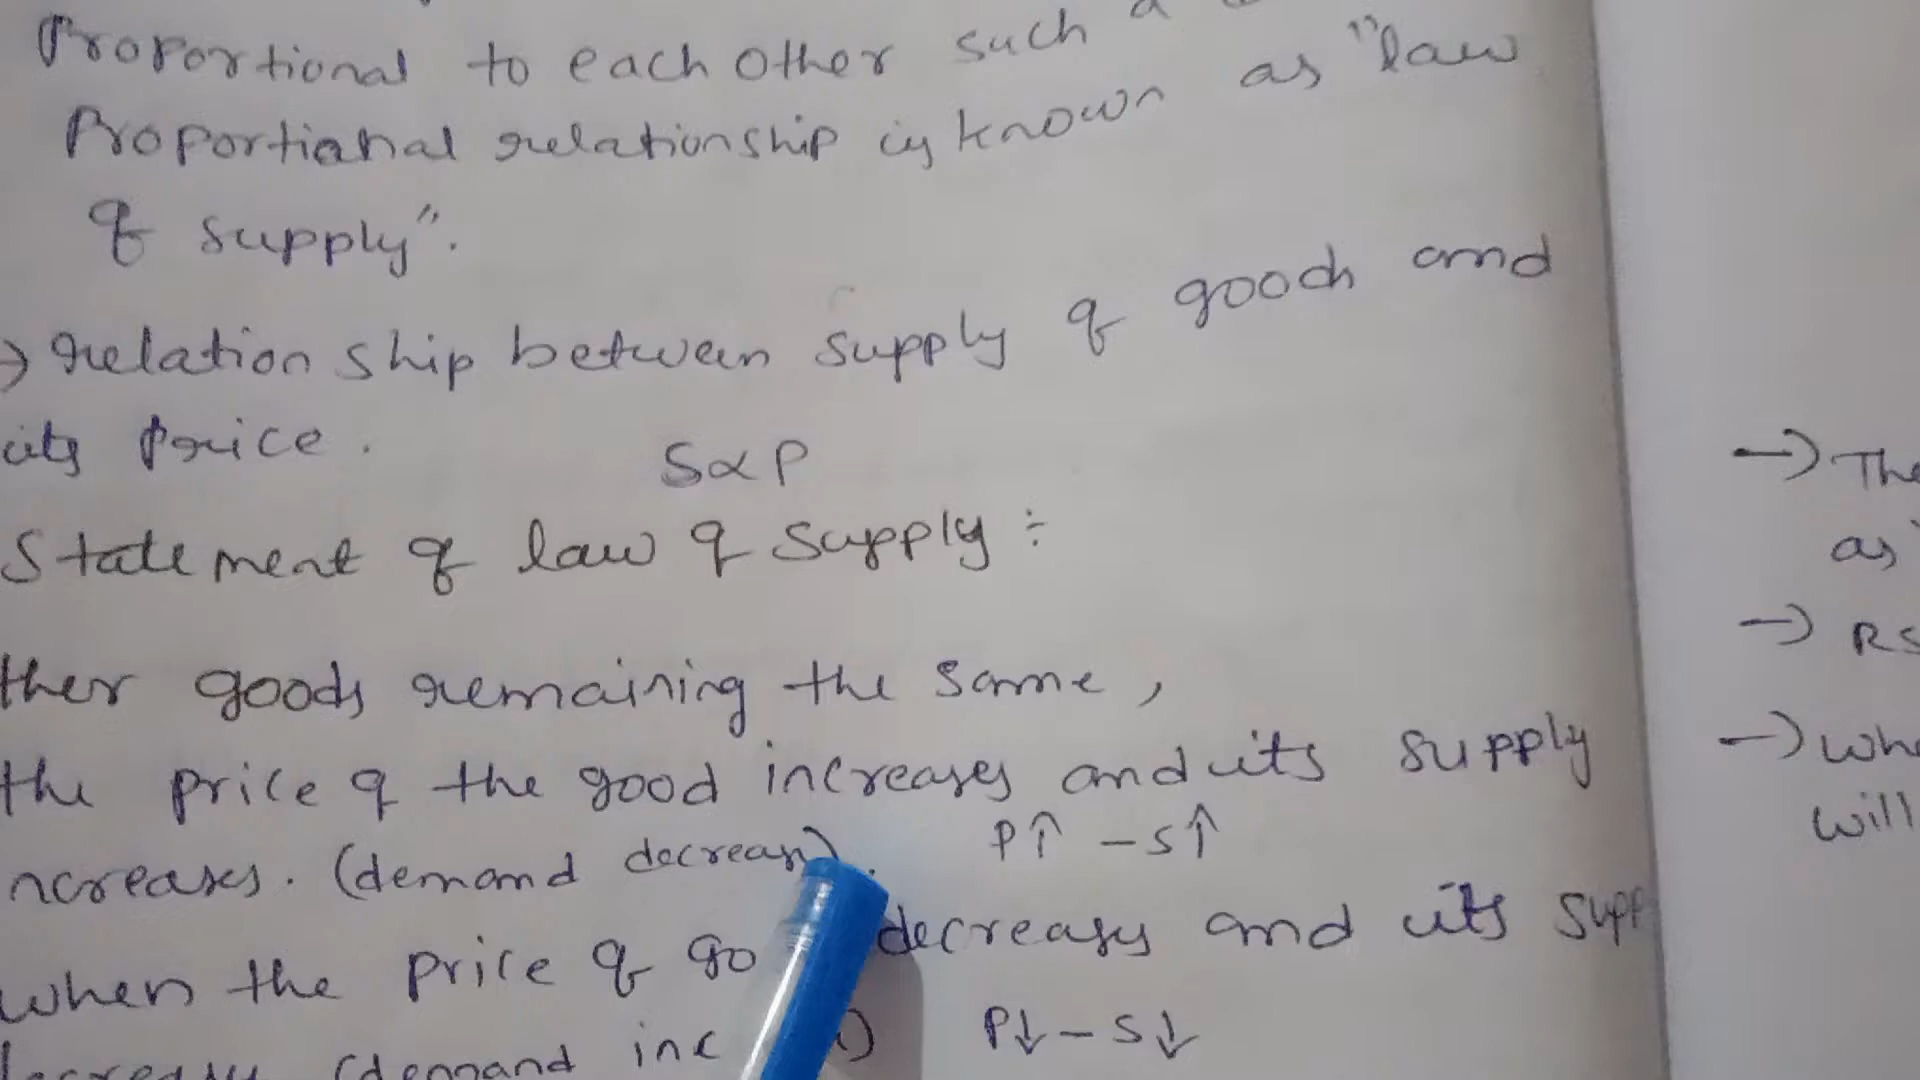 Proportional to each other such a
Proportional relationship is known as "law
of supply".
→ relationship between supply of goods and
its Price.
S∝P
Statement of law of supply :
ther goods remaining the same,
the price of the good increases and its supply
ncreases. (demand decreases). P↑ - S↑
when the price of go decreases and its supp
decreases (demand inc ) P↓ - S↓
→ The
as
→ RS
→ Whe
will